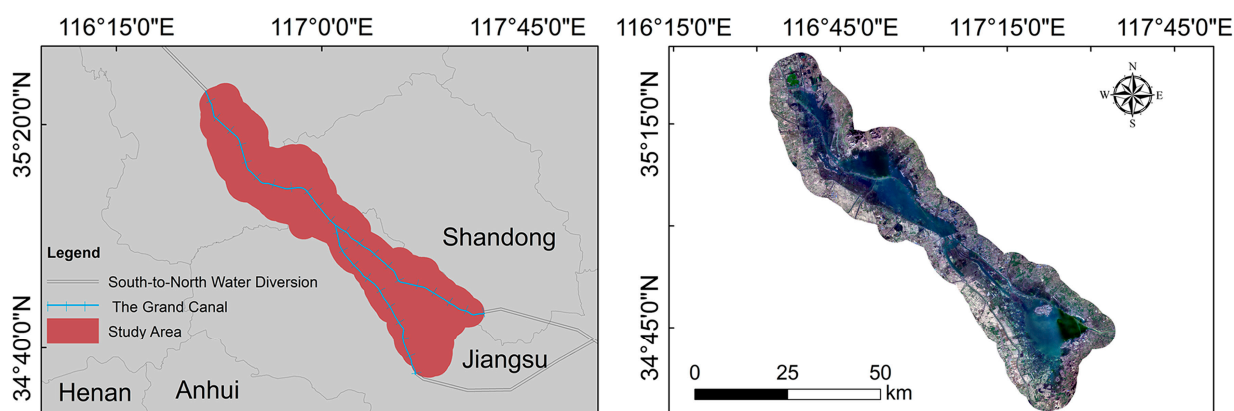 116°15'0"E 117°0'0"E 117°45'0"E
35°20'0"N
34°40'0"N
Shandong
Legend
South-to-North Water Diversion
The Grand Canal
Study Area
Jiangsu
Henan
Anhui
116°15'0"E 116°45'0"E 117°15'0"E 117°45'0"E
35°15'0"N
34°45'0"N
N
W E
S
0 25 50
km